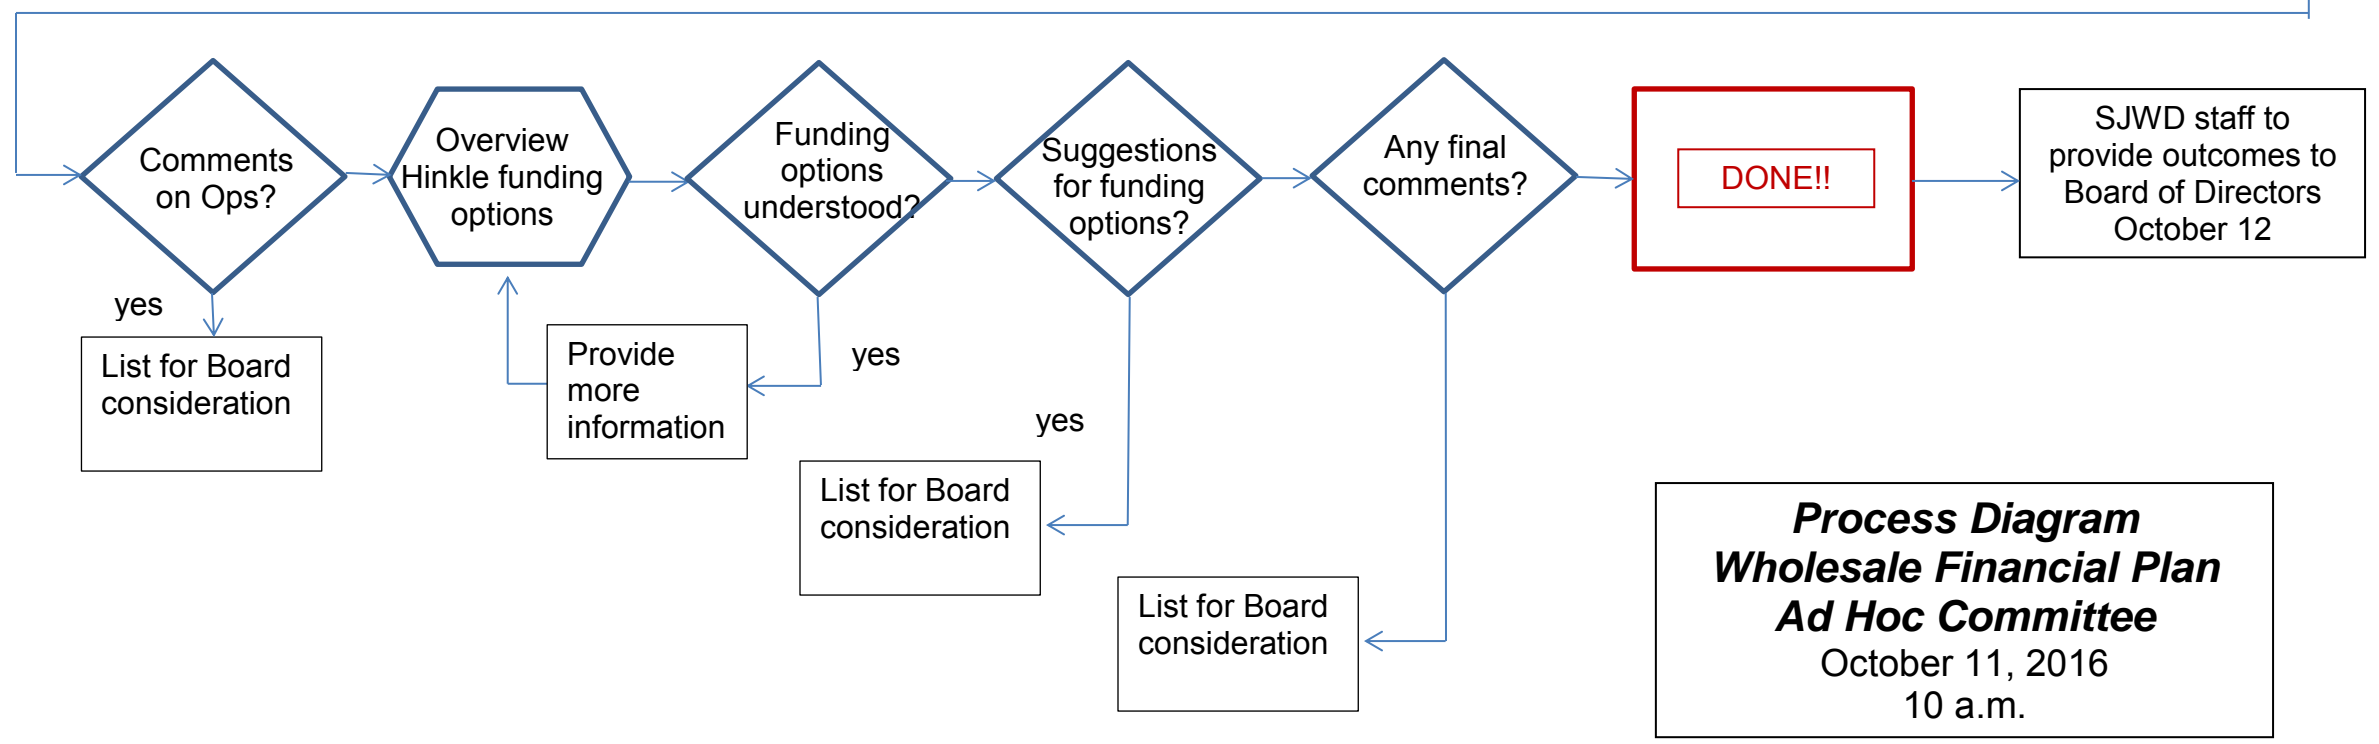 Comments
on Ops?
Overview
Hinkle funding
options
Funding
options
understood?
Suggestions
for funding
options?
Any final
comments?
DONE!!
SJWD staff to
provide outcomes to
Board of Directors
October 12
yes
List for Board
consideration
Provide
more
information
yes
yes
List for Board
consideration
List for Board
consideration
Process Diagram
Wholesale Financial Plan
Ad Hoc Committee
October 11, 2016
10 a.m.